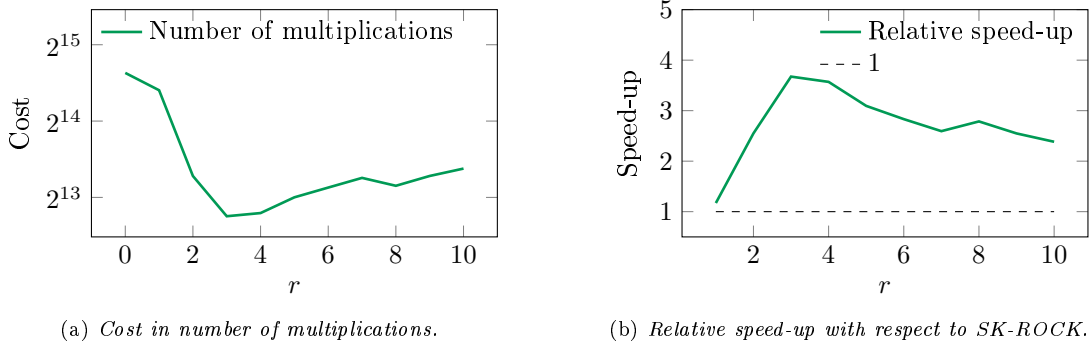 Number of multiplications
2^15
2^14
2^13
Cost
0 2 4 6 8 10
r
(a) Cost in number of multiplications.
Relative speed-up
1
5
4
3
2
1
Speed-up
2 4 6 8 10
r
(b) Relative speed-up with respect to SK-ROCK.